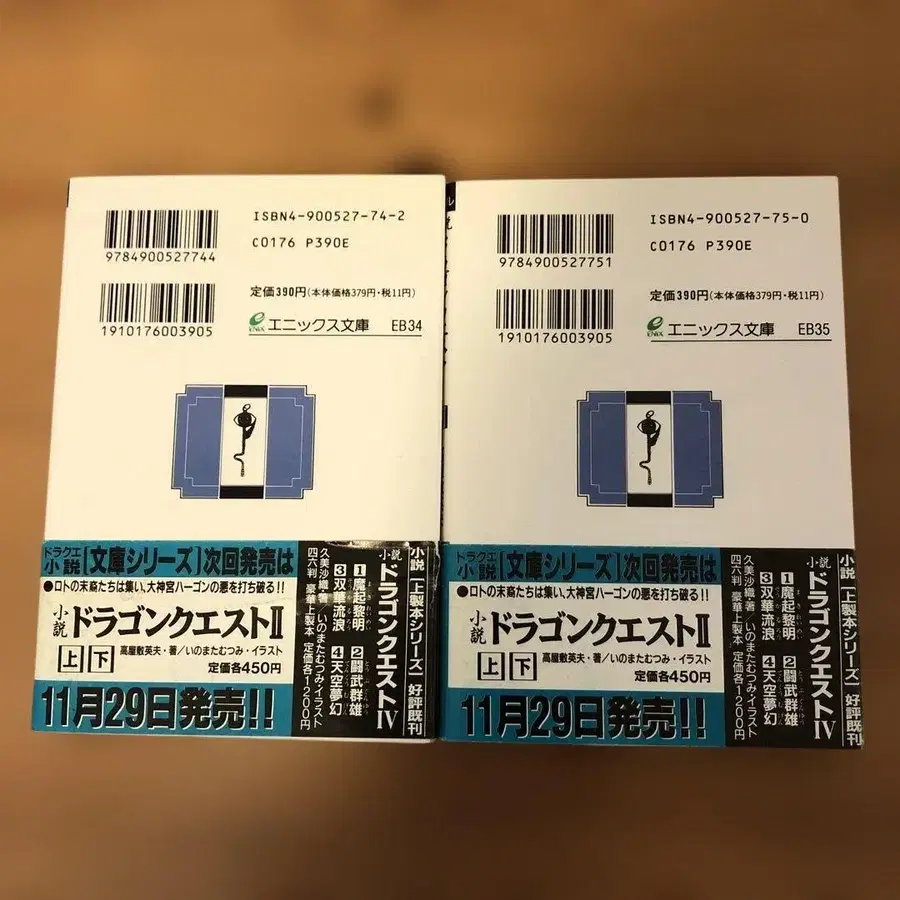 ISBN4-900527-74-2
C0176 P390E
9784900527744
1910176003905
定価390円(本体価格379円・税11円)
ENIX エニックス文庫 EB34
ドラクエ小説[文庫シリーズ]次回発売は
●ロトの末裔たちは集い、大神官ハーゴンの悪を打ち破る!!
小説 ドラゴンクエストII
上 下 高屋敷英夫・著/いのまたむつみ・イラスト
定価各450円
11月29日発売!!
小説[上製本シリーズ]好評既刊
小説 ドラゴンクエストIV
1魔起黎明 2闘武群雄
3双華流浪 4天空夢幻
久美沙織・著/いのまたむつみ・イラスト
四六判 豪華上製本 定価各1200円
ISBN4-900527-75-0
C0176 P390E
9784900527751
1910176003905
定価390円(本体価格379円・税11円)
ENIX エニックス文庫 EB35
ドラクエ小説[文庫シリーズ]次回発売は
●ロトの末裔たちは集い、大神官ハーゴンの悪を打ち破る!!
小説 ドラゴンクエストII
上 下 高屋敷英夫・著/いのまたむつみ・イラスト
定価各450円
11月29日発売!!
小説[上製本シリーズ]好評既刊
小説 ドラゴンクエストIV
1魔起黎明 2闘武群雄
3双華流浪 4天空夢幻
久美沙織・著/いのまたむつみ・イラスト
四六判 豪華上製本 定価各1200円